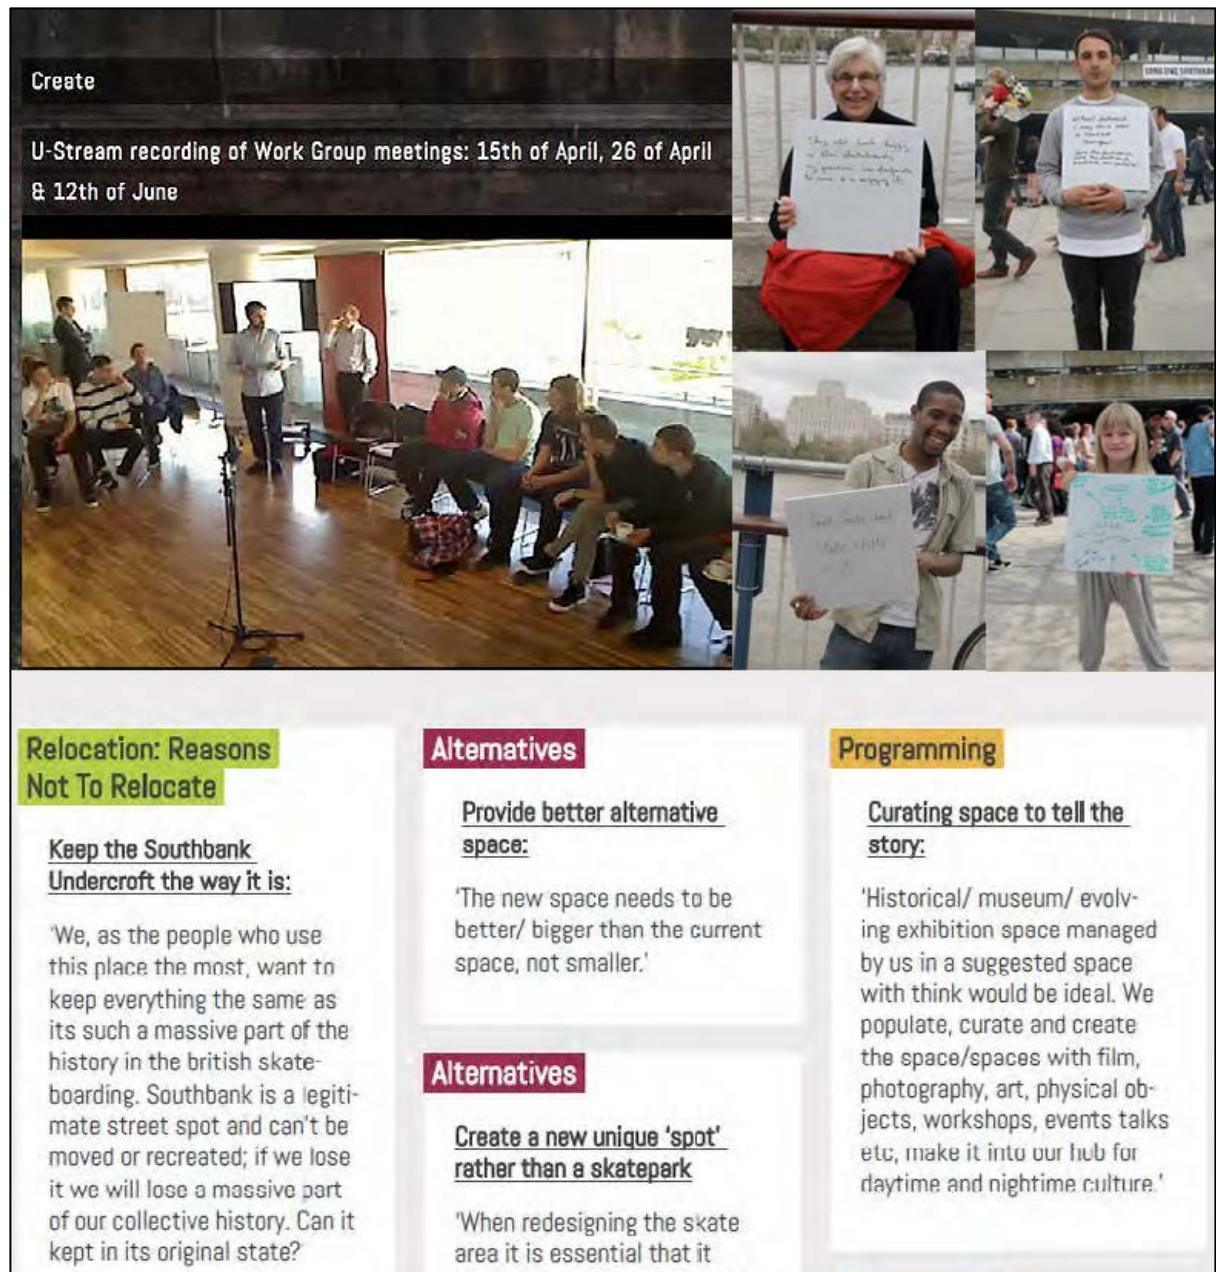 Create
U-Stream recording of Work Group meetings: 15th of April, 26 of April
& 12th of June
LONG LIVE SOUTHBANK
Relocation: Reasons
Not To Relocate
Keep the Southbank
Undercroft the way it is:
'We, as the people who use
this place the most, want to
keep everything the same as
its such a massive part of the
history in the british skate-
boarding. Southbank is a legiti-
mate street spot and can't be
moved or recreated; if we lose
it we will lose a massive part
of our collective history. Can it
kept in its original state?
Alternatives
Provide better alternative
space:
'The new space needs to be
better/ bigger than the current
space, not smaller.'
Alternatives
Create a new unique 'spot'
rather than a skatepark
'When redesigning the skate
area it is essential that it
Programming
Curating space to tell the
story:
'Historical/ museum/ evolv-
ing exhibition space managed
by us in a suggested space
with think would be ideal. We
populate, curate and create
the space/spaces with film,
photography, art, physical ob-
jects, workshops, events talks
etc, make it into our hub for
daytime and nightime culture.'